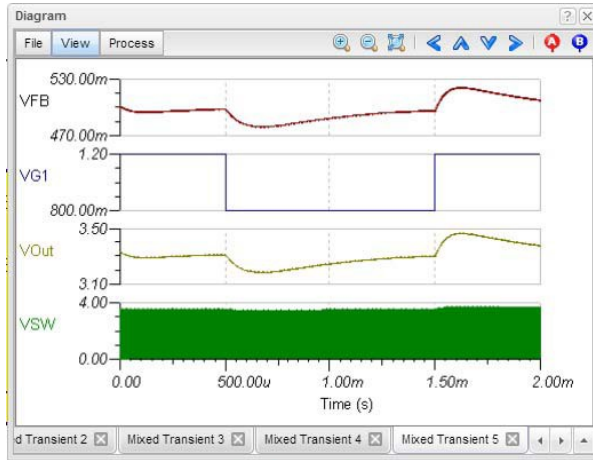 Diagram
File View Process
A B
530.00m
VFB
470.00m
1.20
VG1
800.00m
3.50
VOut
3.10
4.00
VSW
0.00
0.00 500.00u 1.00m 1.50m 2.00m
Time (s)
d Transient 2 Mixed Transient 3 Mixed Transient 4 Mixed Transient 5